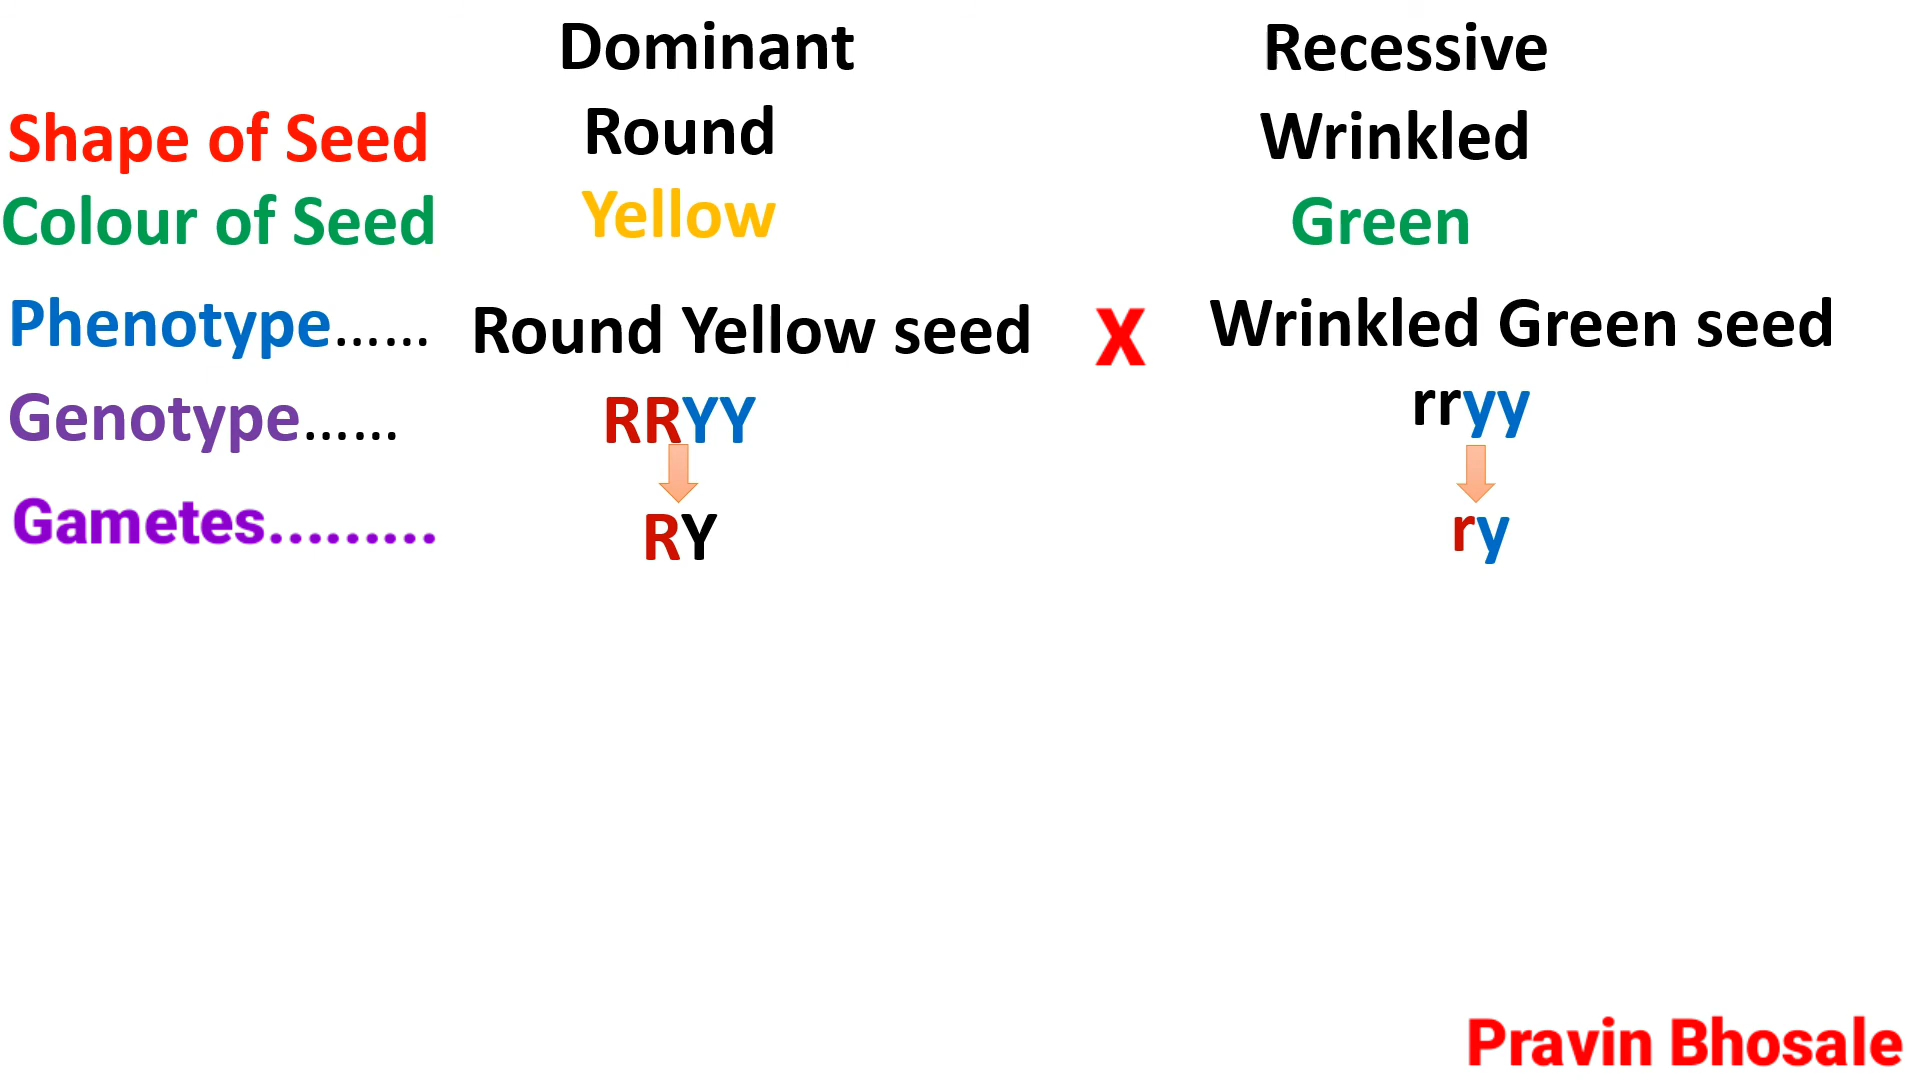 Dominant Recessive
Shape of Seed Round Wrinkled
Colour of Seed Yellow Green
Phenotype...... Round Yellow seed X Wrinkled Green seed
Genotype...... RRYY rryy
Gametes......... RY ry
Pravin Bhosale